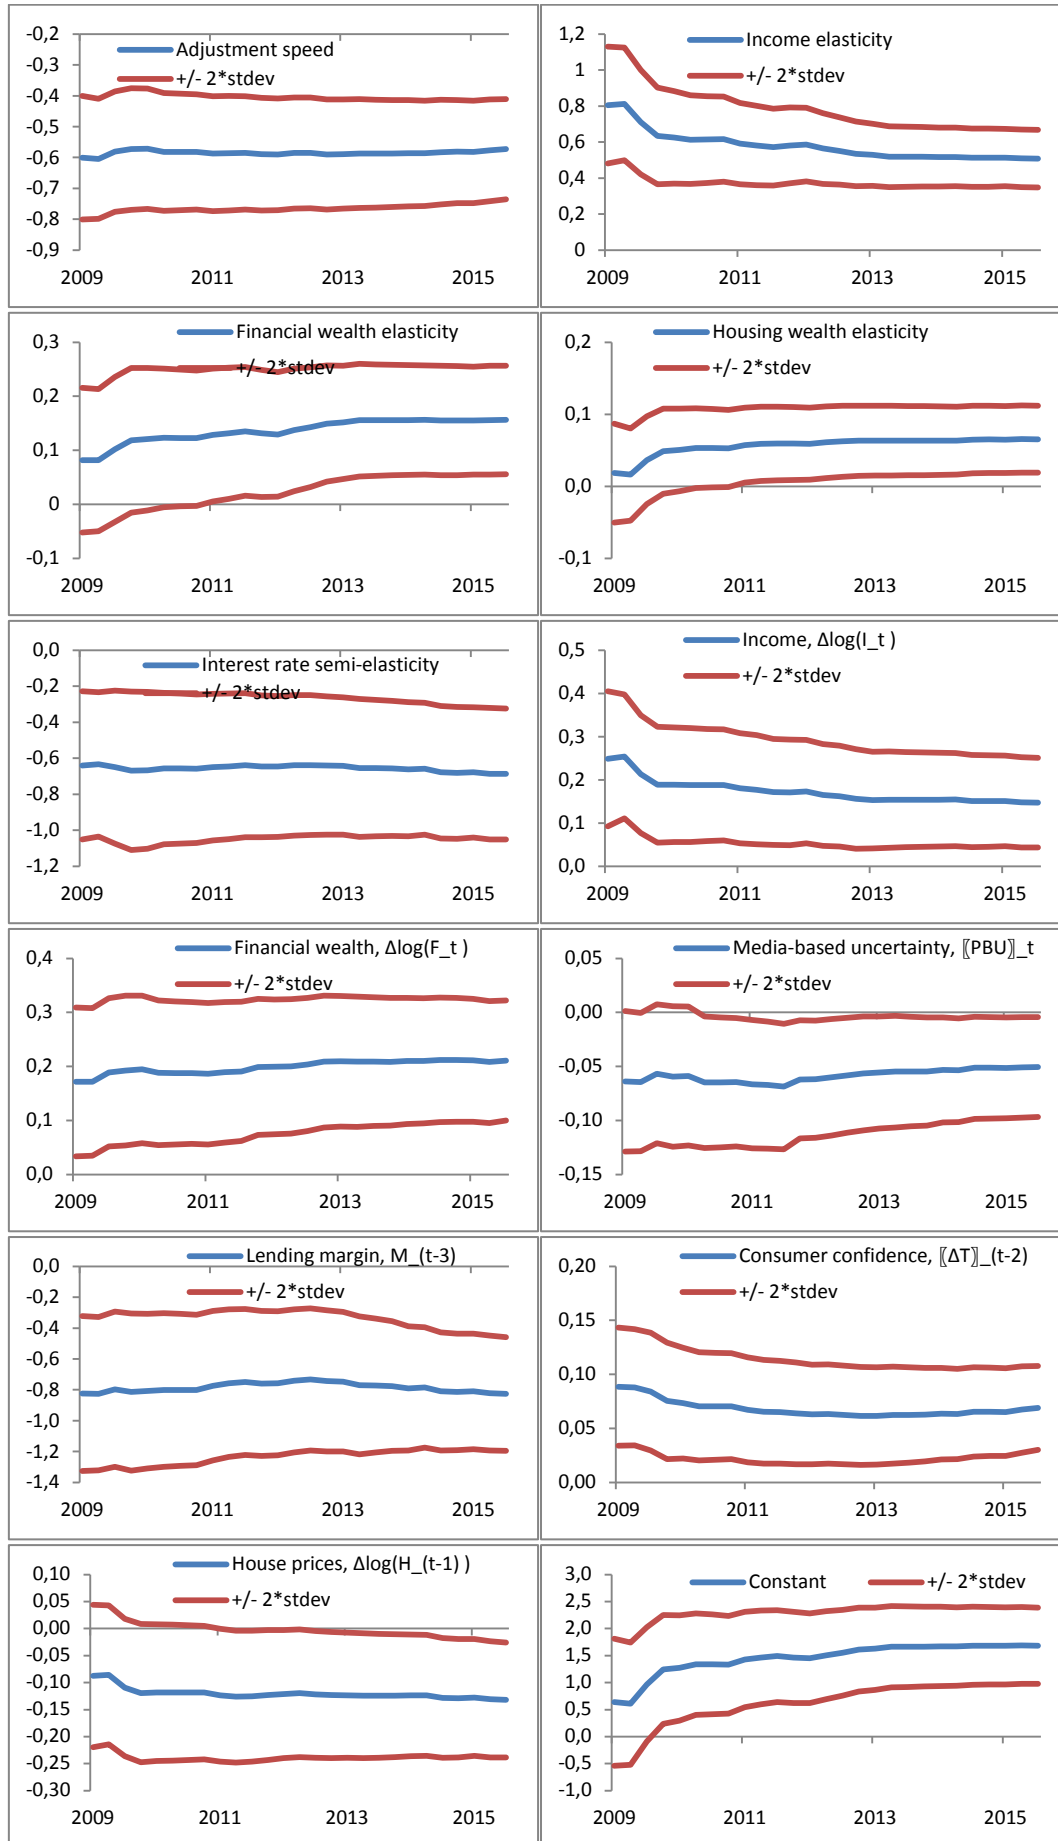 Adjustment speed
+/- 2*stdev
-0,2
-0,3
-0,4
-0,5
-0,6
-0,7
-0,8
-0,9
2009 2011 2013 2015
Income elasticity
+/- 2*stdev
1,2
1
0,8
0,6
0,4
0,2
0
2009 2011 2013 2015
Financial wealth elasticity
+/- 2*stdev
0,3
0,2
0,1
0
-0,1
2009 2011 2013 2015
Housing wealth elasticity
+/- 2*stdev
0,2
0,1
0,0
-0,1
2009 2011 2013 2015
Interest rate semi-elasticity
+/- 2*stdev
0,0
-0,2
-0,4
-0,6
-0,8
-1,0
-1,2
2009 2011 2013 2015
Income, Δlog(I_t )
+/- 2*stdev
0,5
0,4
0,3
0,2
0,1
0,0
2009 2011 2013 2015
Financial wealth, Δlog(F_t )
+/- 2*stdev
0,4
0,3
0,2
0,1
0,0
2009 2011 2013 2015
Media-based uncertainty, 〖PBU〗_t
+/- 2*stdev
0,05
0,00
-0,05
-0,10
-0,15
2009 2011 2013 2015
Lending margin, M_(t-3)
+/- 2*stdev
0,0
-0,2
-0,4
-0,6
-0,8
-1,0
-1,2
-1,4
2009 2011 2013 2015
Consumer confidence, 〖ΔT〗_(t-2)
+/- 2*stdev
0,20
0,15
0,10
0,05
0,00
2009 2011 2013 2015
House prices, Δlog(H_(t-1) )
+/- 2*stdev
0,10
0,05
0,00
-0,05
-0,10
-0,15
-0,20
-0,25
-0,30
2009 2011 2013 2015
Constant +/- 2*stdev
3,0
2,5
2,0
1,5
1,0
0,5
0,0
-0,5
-1,0
2009 2011 2013 2015